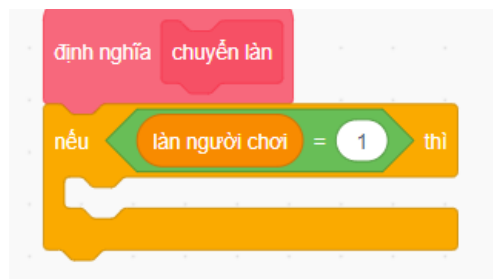 định nghĩa chuyển làn
nếu làn người chơi = 1 thì